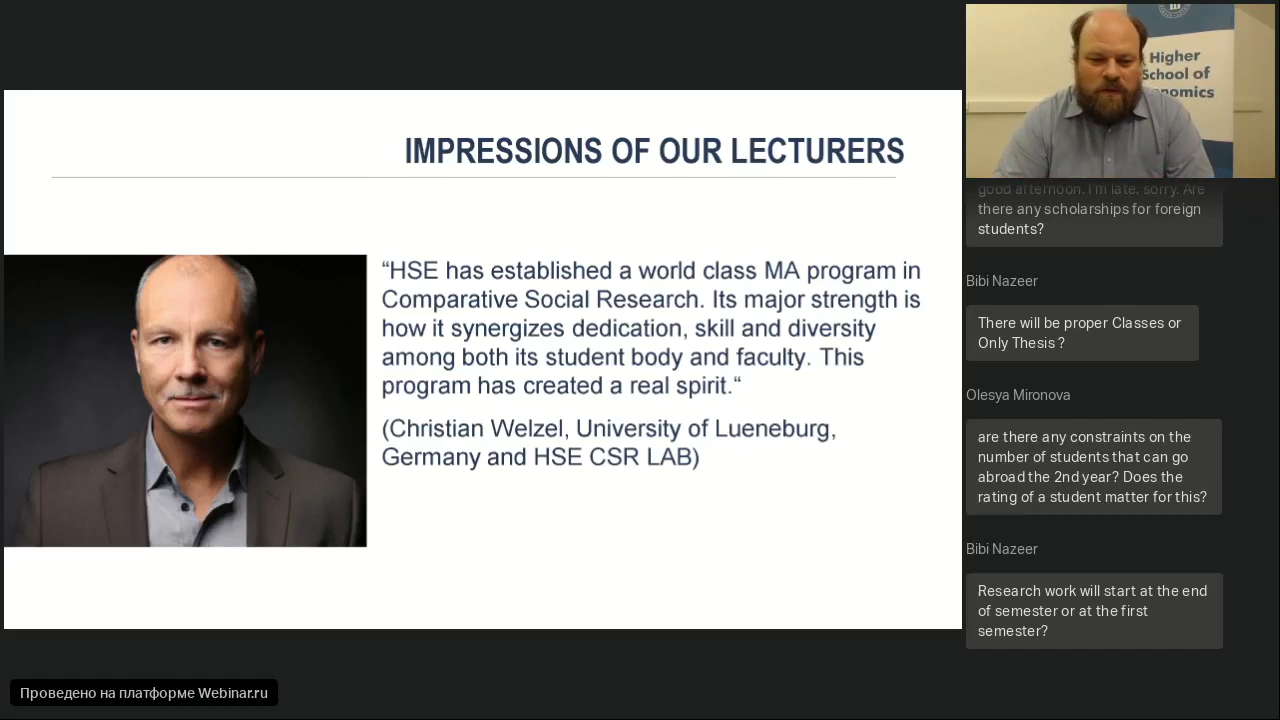 IMPRESSIONS OF OUR LECTURERS
“HSE has established a world class MA program in
Comparative Social Research. Its major strength is
how it synergizes dedication, skill and diversity
among both its student body and faculty. This
program has created a real spirit.“
(Christian Welzel, University of Lueneburg,
Germany and HSE CSR LAB)
Higher
School of
onomics
good afternoon. I'm late, sorry. Are
there any scholarships for foreign
students?
Bibi Nazeer
There will be proper Classes or
Only Thesis ?
Olesya Mironova
are there any constraints on the
number of students that can go
abroad the 2nd year? Does the
rating of a student matter for this?
Bibi Nazeer
Research work will start at the end
of semester or at the first
semester?
Проведено на платформе Webinar.ru